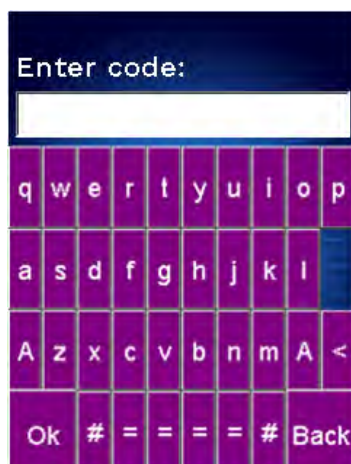 Enter code:
q w e r t y u i o p
a s d f g h j k l
A z x c v b n m A <
Ok # = = = = # Back